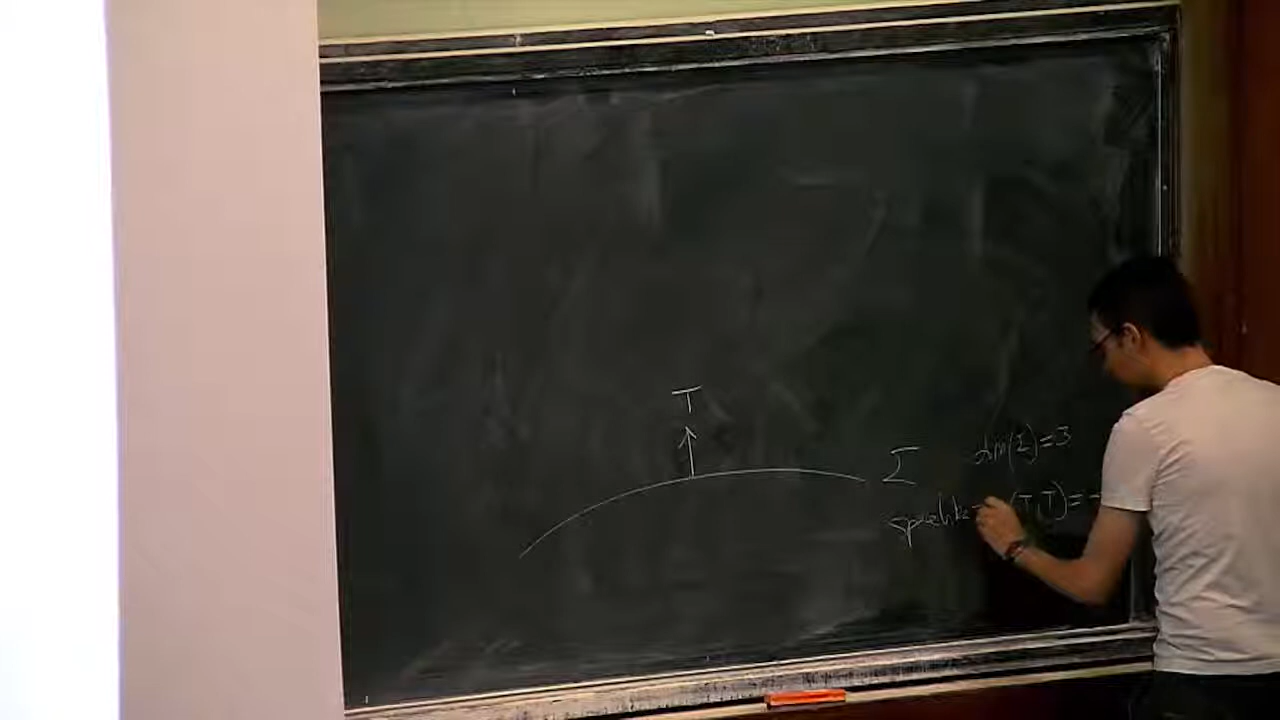 T
Σ dim(Σ)=3
spacelike (T,T)=-